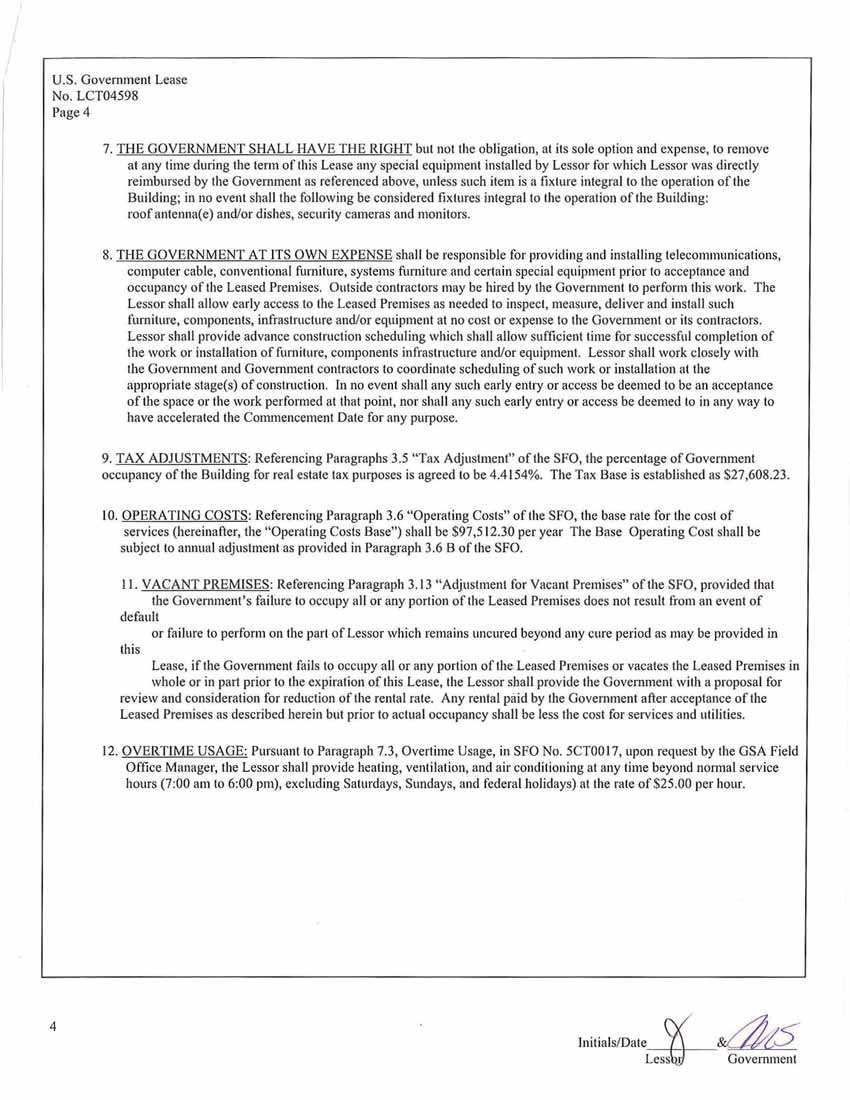 U.S. Government Lease
No. LCT04598
Page 4
7. THE GOVERNMENT SHALL HAVE THE RIGHT but not the obligation, at its sole option and expense, to remove
at any time during the term of this Lease any special equipment installed by Lessor for which Lessor was directly
reimbursed by the Government as referenced above, unless such item is a fixture integral to the operation of the
Building; in no event shall the following be considered fixtures integral to the operation of the Building:
roof antenna(e) and/or dishes, security cameras and monitors.
8. THE GOVERNMENT AT ITS OWN EXPENSE shall be responsible for providing and installing telecommunications,
computer cable, conventional furniture, systems furniture and certain special equipment prior to acceptance and
occupancy of the Leased Premises. Outside contractors may be hired by the Government to perform this work. The
Lessor shall allow early access to the Leased Premises as needed to inspect, measure, deliver and install such
furniture, components, infrastructure and/or equipment at no cost or expense to the Government or its contractors.
Lessor shall provide advance construction scheduling which shall allow sufficient time for successful completion of
the work or installation of furniture, components infrastructure and/or equipment. Lessor shall work closely with
the Government and Government contractors to coordinate scheduling of such work or installation at the
appropriate stage(s) of construction. In no event shall any such early entry or access be deemed to be an acceptance
of the space or the work performed at that point, nor shall any such early entry or access be deemed to in any way to
have accelerated the Commencement Date for any purpose.
9. TAX ADJUSTMENTS: Referencing Paragraphs 3.5 “Tax Adjustment” of the SFO, the percentage of Government
occupancy of the Building for real estate tax purposes is agreed to be 4.4154%. The Tax Base is established as $27,608.23.
10. OPERATING COSTS: Referencing Paragraph 3.6 “Operating Costs” of the SFO, the base rate for the cost of
services (hereinafter, the “Operating Costs Base”) shall be $97,512.30 per year The Base Operating Cost shall be
subject to annual adjustment as provided in Paragraph 3.6 B of the SFO.
11. VACANT PREMISES: Referencing Paragraph 3.13 “Adjustment for Vacant Premises” of the SFO, provided that
the Government’s failure to occupy all or any portion of the Leased Premises does not result from an event of
default
or failure to perform on the part of Lessor which remains uncured beyond any cure period as may be provided in
this
Lease, if the Government fails to occupy all or any portion of the Leased Premises or vacates the Leased Premises in
whole or in part prior to the expiration of this Lease, the Lessor shall provide the Government with a proposal for
review and consideration for reduction of the rental rate. Any rental paid by the Government after acceptance of the
Leased Premises as described herein but prior to actual occupancy shall be less the cost for services and utilities.
12. OVERTIME USAGE: Pursuant to Paragraph 7.3, Overtime Usage, in SFO No. 5CT0017, upon request by the GSA Field
Office Manager, the Lessor shall provide heating, ventilation, and air conditioning at any time beyond normal service
hours (7:00 am to 6:00 pm), excluding Saturdays, Sundays, and federal holidays) at the rate of $25.00 per hour.
4
Initials/Date &
Lessor Government